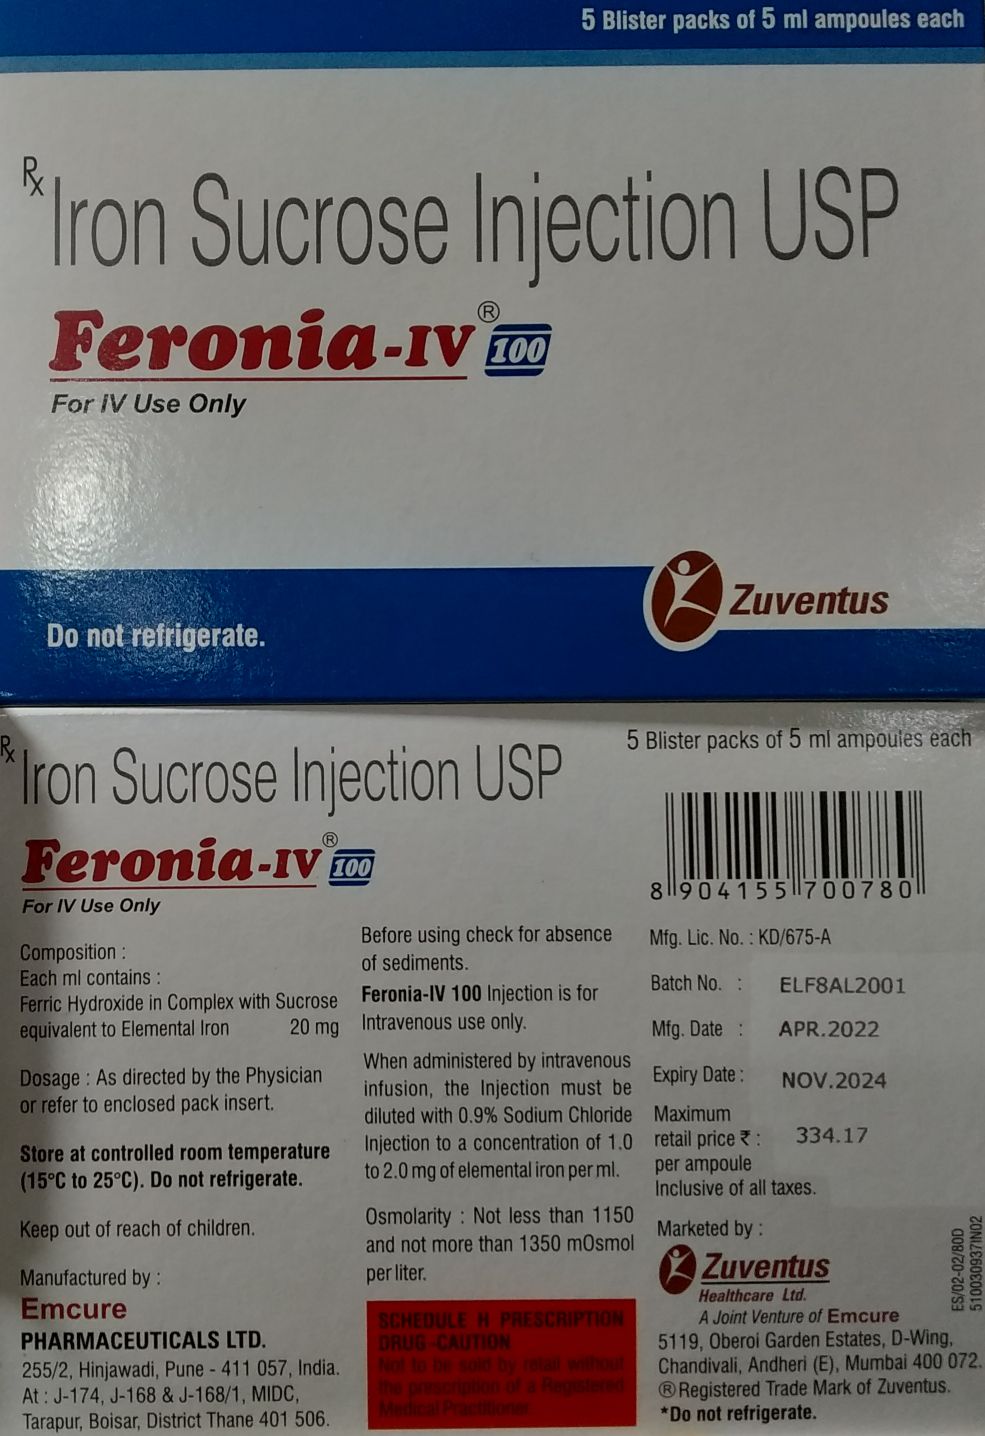 5 Blister packs of 5 ml ampoules each
Rx Iron Sucrose Injection USP
Feronia-IV® 100
For IV Use Only
Zuventus
Do not refrigerate.
5 Blister packs of 5 ml ampoules each
Rx Iron Sucrose Injection USP
Feronia-IV® 100
For IV Use Only
Composition :
Each ml contains :
Ferric Hydroxide in Complex with Sucrose
equivalent to Elemental Iron 20 mg
Dosage : As directed by the Physician
or refer to enclosed pack insert.
Store at controlled room temperature
(15°C to 25°C). Do not refrigerate.
Keep out of reach of children.
Manufactured by :
Emcure
PHARMACEUTICALS LTD.
255/2, Hinjawadi, Pune - 411 057, India.
At : J-174, J-168 & J-168/1, MIDC,
Tarapur, Boisar, District Thane 401 506.
Before using check for absence
of sediments.
Feronia-IV 100 Injection is for
Intravenous use only.
When administered by intravenous
infusion, the Injection must be
diluted with 0.9% Sodium Chloride
Injection to a concentration of 1.0
to 2.0 mg of elemental iron per ml.
Osmolarity : Not less than 1150
and not more than 1350 mOsmol
per liter.
SCHEDULE H PRESCRIPTION
DRUG -CAUTION
Not to be sold by retail without
the prescription of a Registered
Medical Practitioner.
8 904155 700780
Mfg. Lic. No. : KD/675-A
Batch No. : ELF8AL2001
Mfg. Date : APR.2022
Expiry Date : NOV.2024
Maximum
retail price ₹ : 334.17
per ampoule
Inclusive of all taxes.
Marketed by :
Zuventus
Healthcare Ltd.
A Joint Venture of Emcure
5119, Oberoi Garden Estates, D-Wing,
Chandivali, Andheri (E), Mumbai 400 072.
® Registered Trade Mark of Zuventus.
*Do not refrigerate.
ES/02-02/80D
510030937IN02